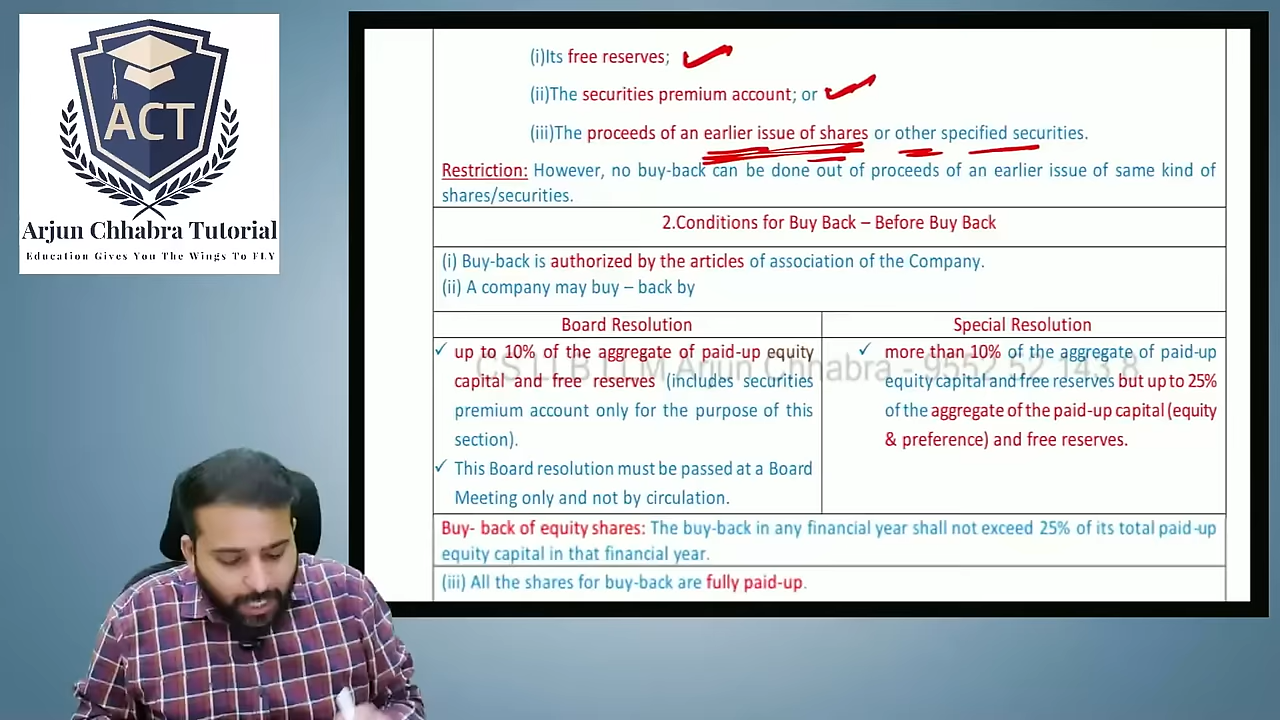 ACT
Arjun Chhabra Tutorial
Education Gives You The Wings To FLY
(i)Its free reserves;
(ii)The securities premium account; or
(iii)The proceeds of an earlier issue of shares or other specified securities.
Restriction: However, no buy-back can be done out of proceeds of an earlier issue of same kind of
shares/securities.
2.Conditions for Buy Back – Before Buy Back
(i) Buy-back is authorized by the articles of association of the Company.
(ii) A company may buy – back by
Board Resolution
✓ up to 10% of the aggregate of paid-up equity
capital and free reserves (includes securities
premium account only for the purpose of this
section).
✓ This Board resolution must be passed at a Board
Meeting only and not by circulation.
Special Resolution
✓ more than 10% of the aggregate of paid-up
equity capital and free reserves but up to 25%
of the aggregate of the paid-up capital (equity
& preference) and free reserves.
Buy- back of equity shares: The buy-back in any financial year shall not exceed 25% of its total paid-up
equity capital in that financial year.
(iii) All the shares for buy-back are fully paid-up.
Arjun Chhabra - 9552 52 143 8